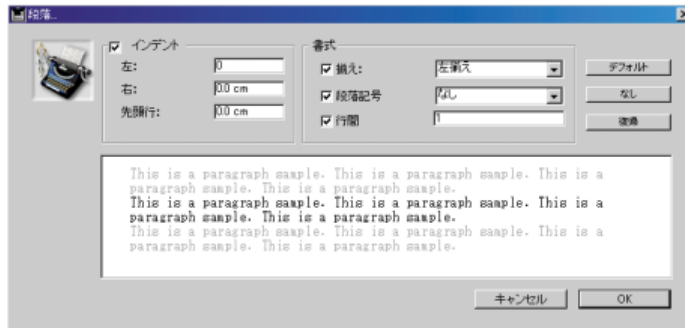 段落...
インデント
左: 0
右: 0.0 cm
先頭行: 0.0 cm
書式
揃え: 左揃え
段落記号 なし
行間 1
デフォルト
なし
復帰
This is a paragraph sample. This is a paragraph sample. This is a
paragraph sample. This is a paragraph sample.
This is a paragraph sample. This is a paragraph sample. This is a
paragraph sample. This is a paragraph sample.
This is a paragraph sample. This is a paragraph sample. This is a
paragraph sample. This is a paragraph sample.
キャンセル
OK